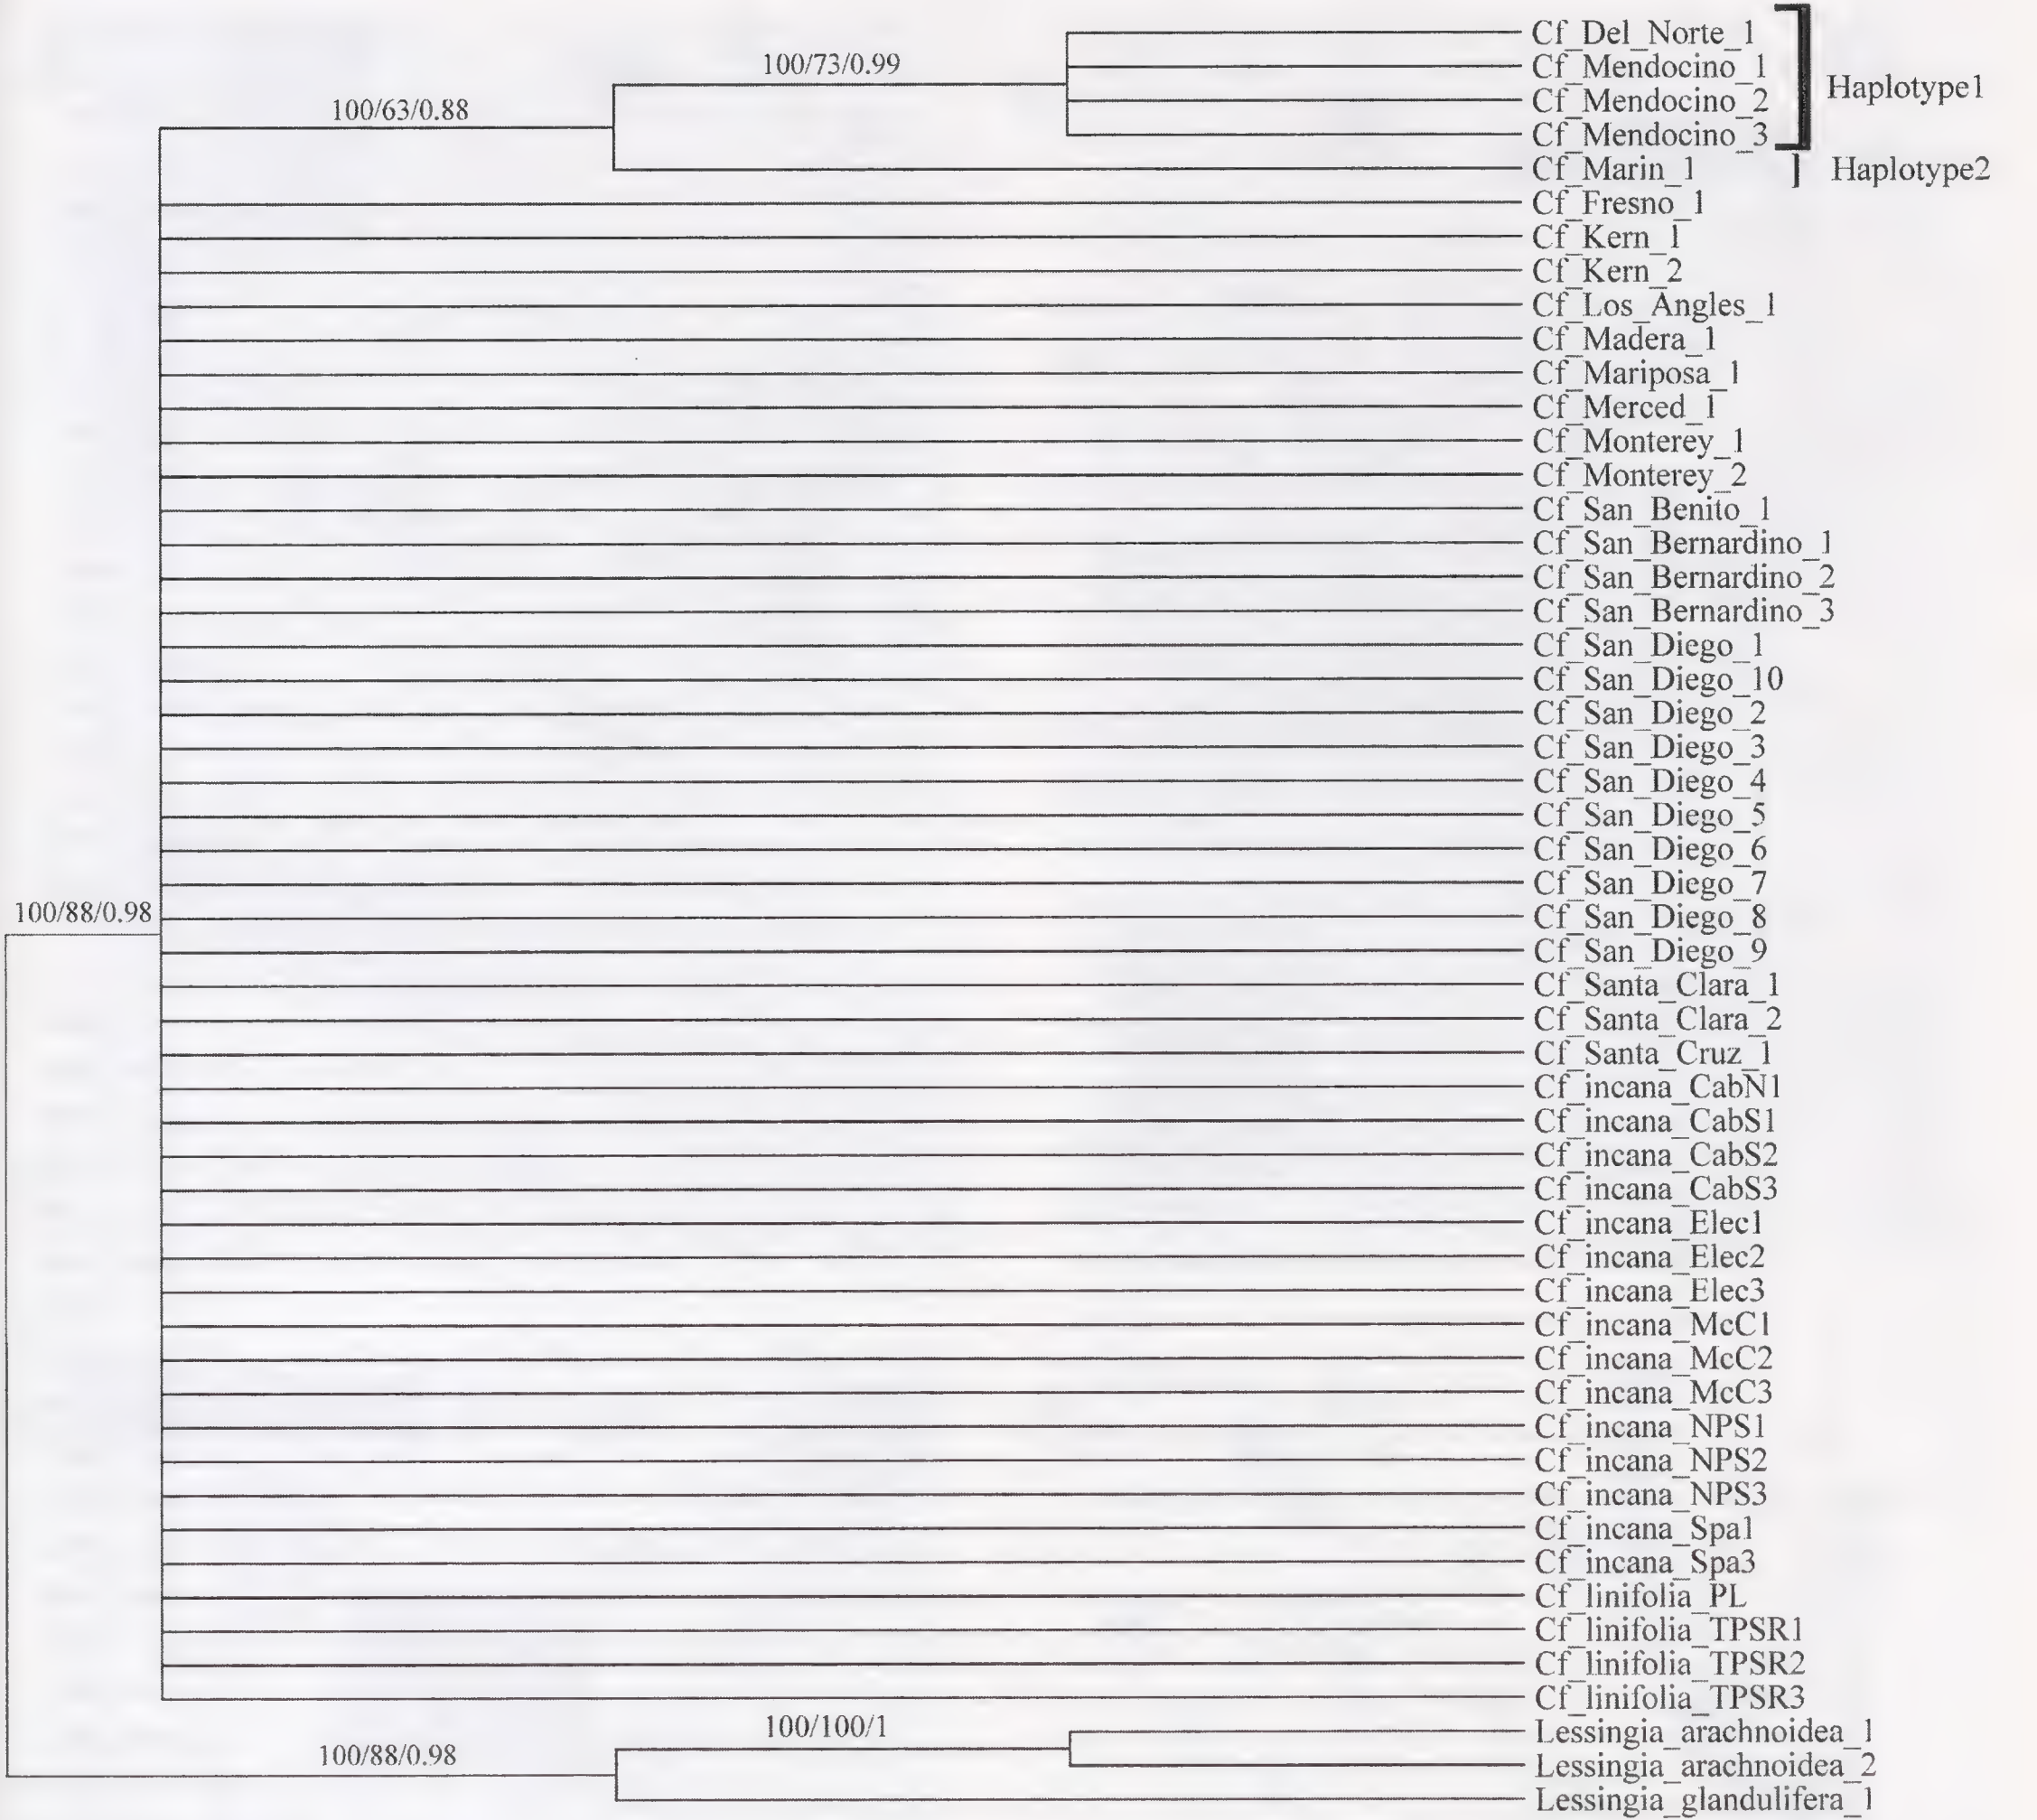 Cf_Del_Norte_1
100/73/0.99
Cf_Mendocino_1
Haplotype1
100/63/0.88
Cf_Mendocino_2
Cf_Mendocino_3
Cf_Marin_1
Haplotype2
Cf_Fresno_1
Cf_Kern_1
Cf_Kern_2
Cf_Los_Angles_1
Cf_Madera_1
Cf_Mariposa_1
Cf_Merced_1
Cf_Monterey_1
Cf_Monterey_2
Cf_San_Benito_1
Cf_San_Bernardino_1
Cf_San_Bernardino_2
Cf_San_Bernardino_3
Cf_San_Diego_1
Cf_San_Diego_10
Cf_San_Diego_2
Cf_San_Diego_3
Cf_San_Diego_4
Cf_San_Diego_5
Cf_San_Diego_6
Cf_San_Diego_7
100/88/0.98
Cf_San_Diego_8
Cf_San_Diego_9
Cf_Santa_Clara_1
Cf_Santa_Clara_2
Cf_Santa_Cruz_1
Cf_incana_CabN1
Cf_incana_CabS1
Cf_incana_CabS2
Cf_incana_CabS3
Cf_incana_Elec1
Cf_incana_Elec2
Cf_incana_Elec3
Cf_incana_McC1
Cf_incana_McC2
Cf_incana_McC3
Cf_incana_NPS1
Cf_incana_NPS2
Cf_incana_NPS3
Cf_incana_Spa1
Cf_incana_Spa3
Cf_linifolia_PL
Cf_linifolia_TPSR1
Cf_linifolia_TPSR2
Cf_linifolia_TPSR3
100/100/1
Lessingia_arachnoidea_1
100/88/0.98
Lessingia_arachnoidea_2
Lessingia_glandulifera_1